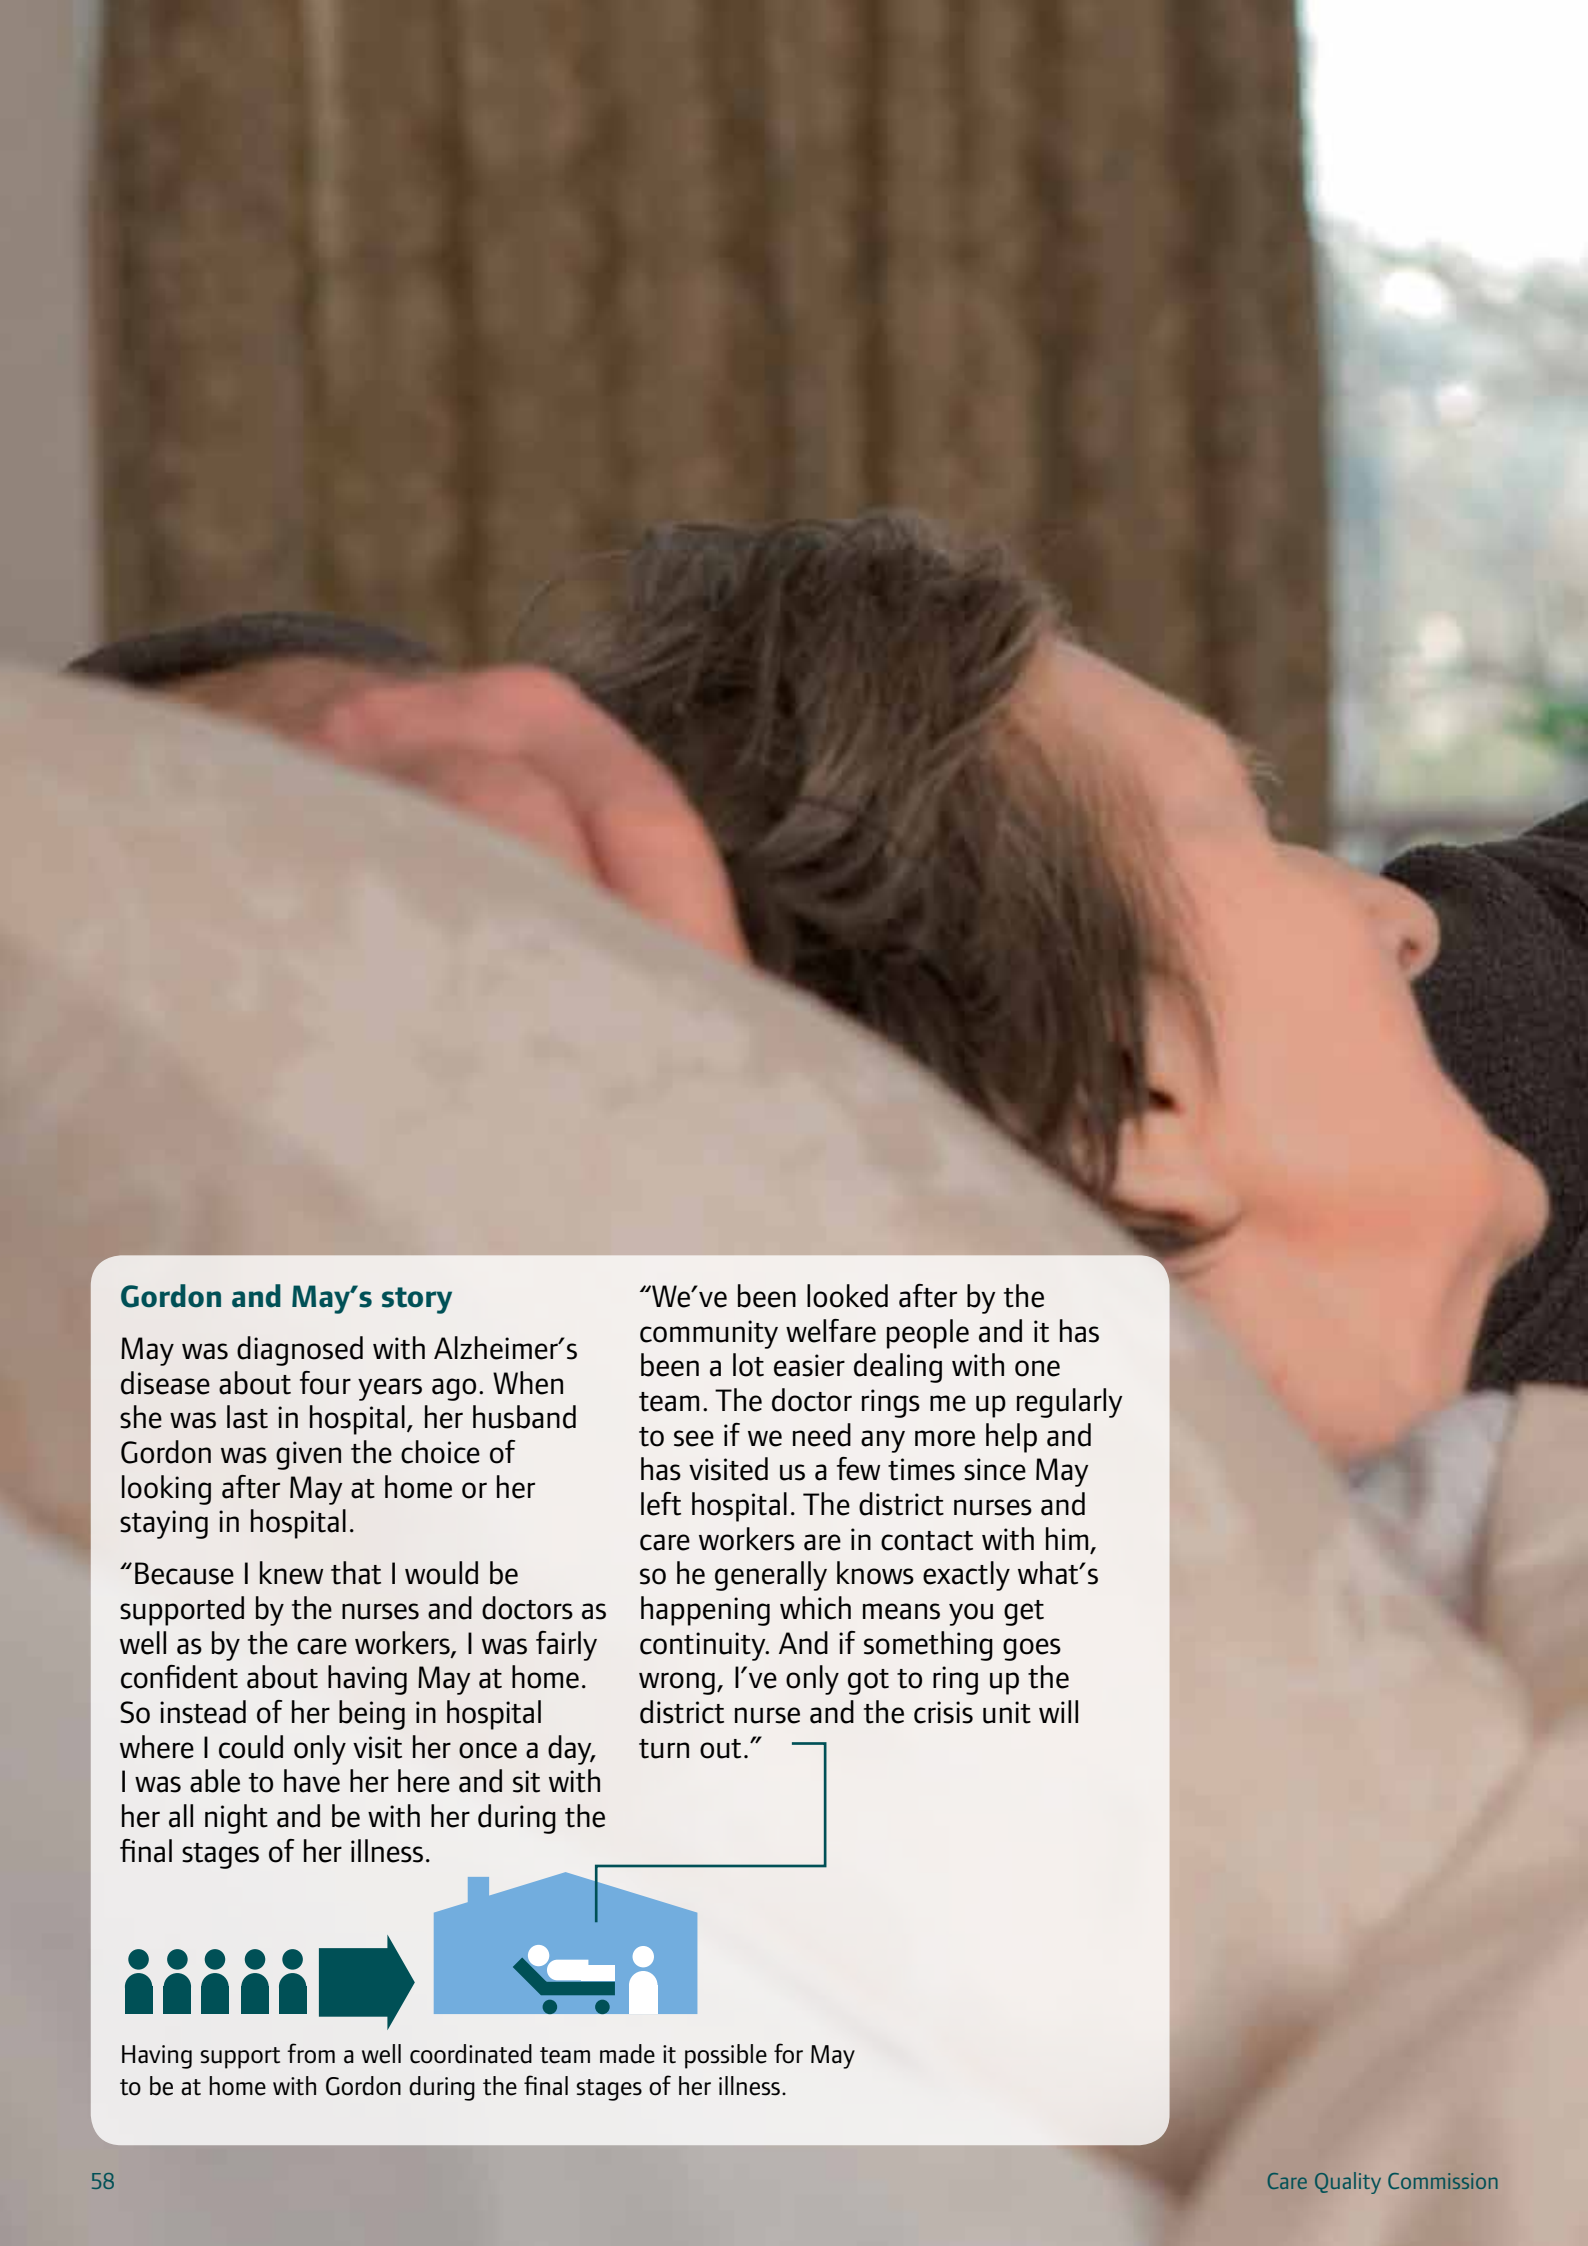 Gordon and May’s story
May was diagnosed with Alzheimer’s
disease about four years ago. When
she was last in hospital, her husband
Gordon was given the choice of
looking after May at home or her
staying in hospital.
“Because I knew that I would be
supported by the nurses and doctors as
well as by the care workers, I was fairly
confident about having May at home.
So instead of her being in hospital
where I could only visit her once a day,
I was able to have her here and sit with
her all night and be with her during the
final stages of her illness.
“We’ve been looked after by the
community welfare people and it has
been a lot easier dealing with one
team. The doctor rings me up regularly
to see if we need any more help and
has visited us a few times since May
left hospital. The district nurses and
care workers are in contact with him,
so he generally knows exactly what’s
happening which means you get
continuity. And if something goes
wrong, I’ve only got to ring up the
district nurse and the crisis unit will
turn out.”
Having support from a well coordinated team made it possible for May
to be at home with Gordon during the final stages of her illness.
58
Care Quality Commission